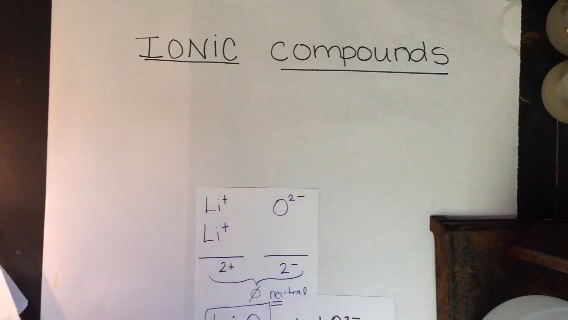 IONIC compounds
Li⁺ O²⁻
Li⁺
2+ 2-
Ø neutral